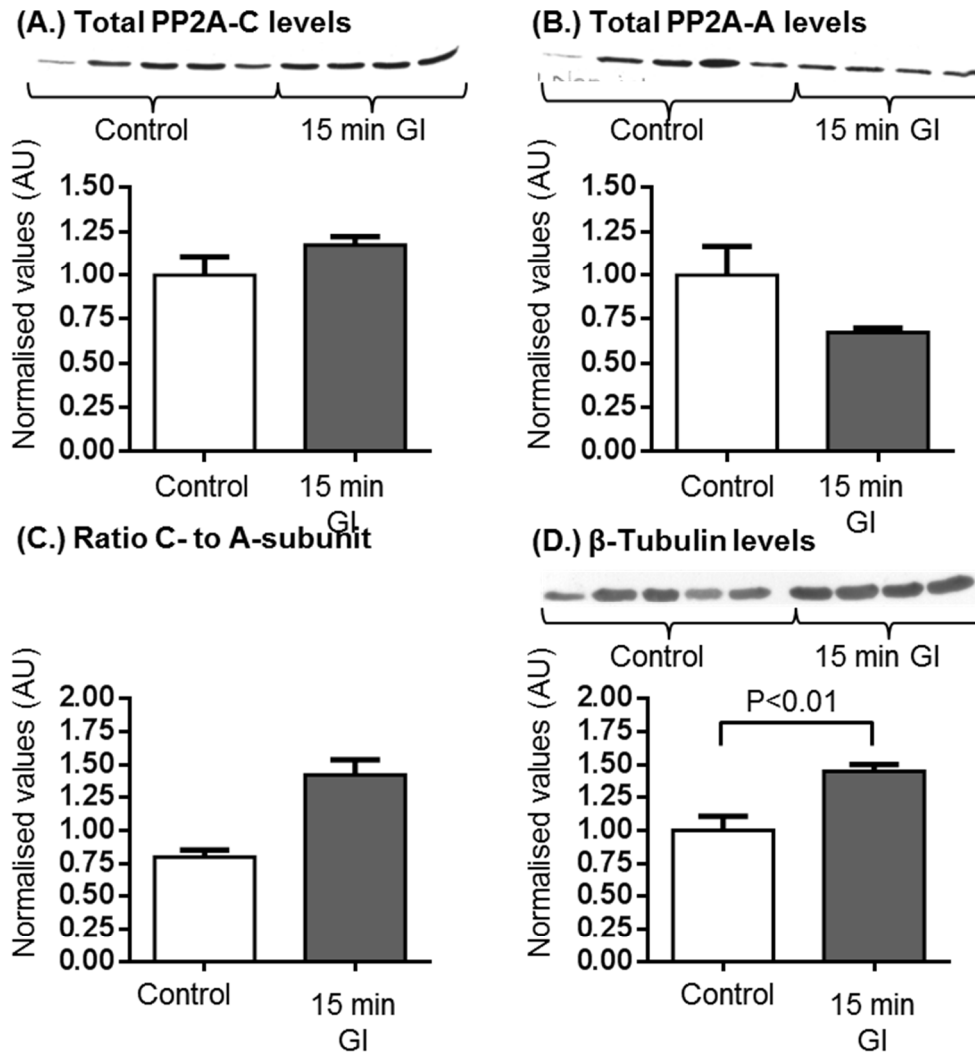 (A.) Total PP2A-C levels
Control
15 min GI
Normalised values (AU)
1.50
1.25
1.00
0.75
0.50
0.25
0.00
Control
15 min
GI
(B.) Total PP2A-A levels
Control
15 min GI
Normalised values (AU)
1.50
1.25
1.00
0.75
0.50
0.25
0.00
Control
15 min
GI
(C.) Ratio C- to A-subunit
Normalised values (AU)
2.00
1.75
1.50
1.25
1.00
0.75
0.50
0.25
0.00
Control
15 min
GI
(D.) β-Tubulin levels
Control
15 min GI
Normalised values (AU)
2.00
1.75
1.50
1.25
1.00
0.75
0.50
0.25
0.00
P<0.01
Control
15 min
GI